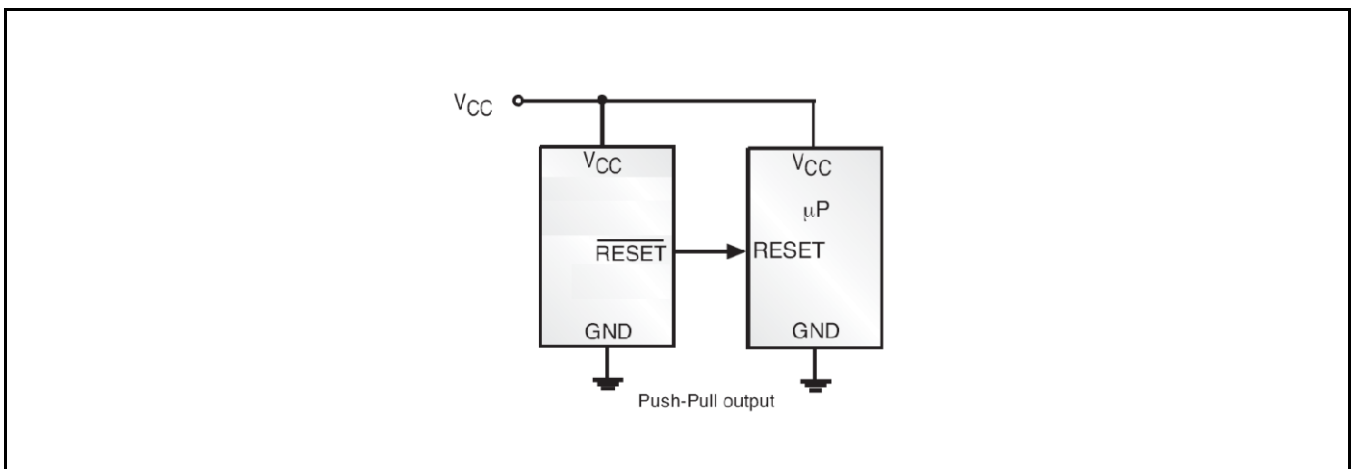 VCC
VCC
VCC
μP
RESET
RESET
GND
GND
Push-Pull output